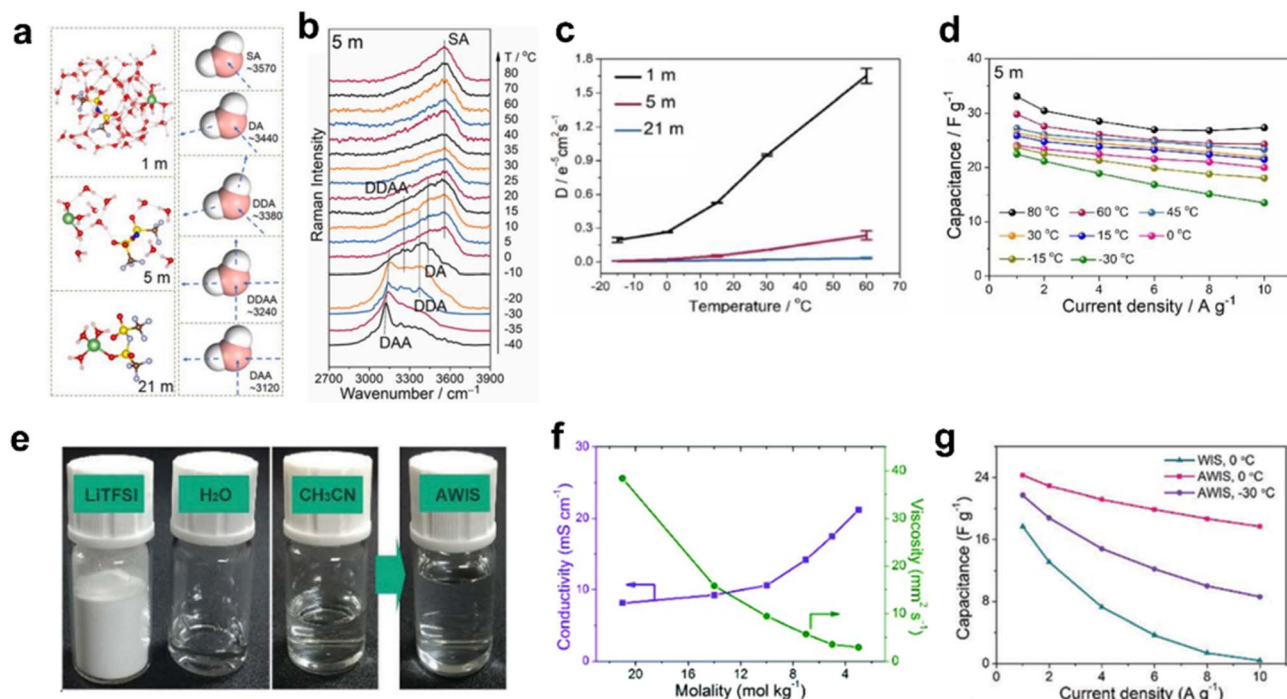 a
SA
~3570
DA
~3440
1 m
DDA
~3380
5 m
DDAA
~3240
21 m
DAA
~3120
b
5 m
SA
T / °C
80
70
60
50
40
35
30
25
20
15
10
5
0
-10
-20
-30
-35
-40
DDAA
DA
DDA
DAA
Raman Intensity
2700 3000 3300 3600 3900
Wavenumber / cm⁻¹
c
1.8
1.5
1.2
0.9
0.6
0.3
0.0
D / e⁻⁵ cm² s⁻¹
1 m
5 m
21 m
-20 -10 0 10 20 30 40 50 60 70
Temperature / °C
d
5 m
40
30
20
10
0
Capacitance / F g⁻¹
80 °C 60 °C 45 °C
30 °C 15 °C 0 °C
-15 °C -30 °C
0 2 4 6 8 10
Current density / A g⁻¹
e
LiTFSI
H₂O
CH₃CN
AWIS
f
30
20
10
0
Conductivity (mS cm⁻¹)
40
30
20
10
0
Viscosity (mm² s⁻¹)
20 16 12 8 4
Molality (mol kg⁻¹)
g
24
16
8
0
Capacitance (F g⁻¹)
WIS, 0 °C
AWIS, 0 °C
AWIS, -30 °C
0 2 4 6 8 10
Current density (A g⁻¹)